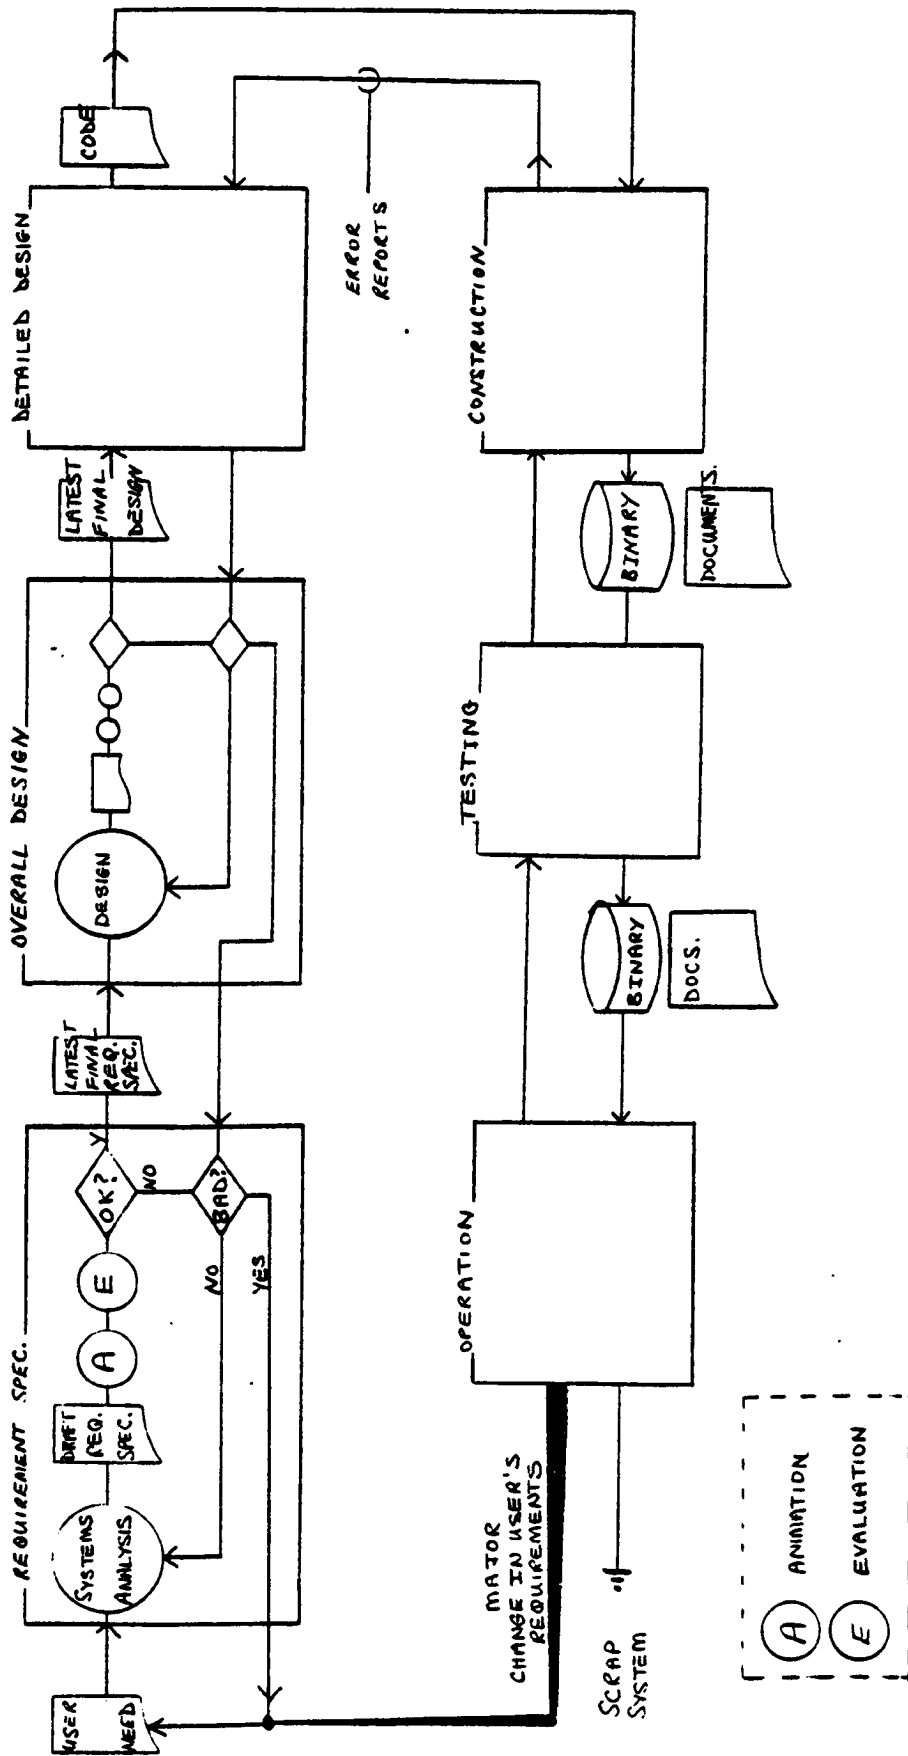 REQUIREMENT SPEC.
OVERALL DESIGN
DETAILED DESIGN
USER
NEED
SYSTEMS
ANALYSIS
DRAFT
REQ.
SPEC.
A
E
OK?
Y
NO
BAD?
NO
YES
LATEST
FINAL
REQ.
SPEC.
DESIGN
LATEST
FINAL
DESIGN
CODE
ERROR
REPORTS
MAJOR
CHANGE IN USER'S
REQUIREMENTS
SCRAP
SYSTEM
OPERATION
BINARY
DOCS.
TESTING
BINARY
DOCUMENTS.
CONSTRUCTION
A
ANIMATION
E
EVALUATION